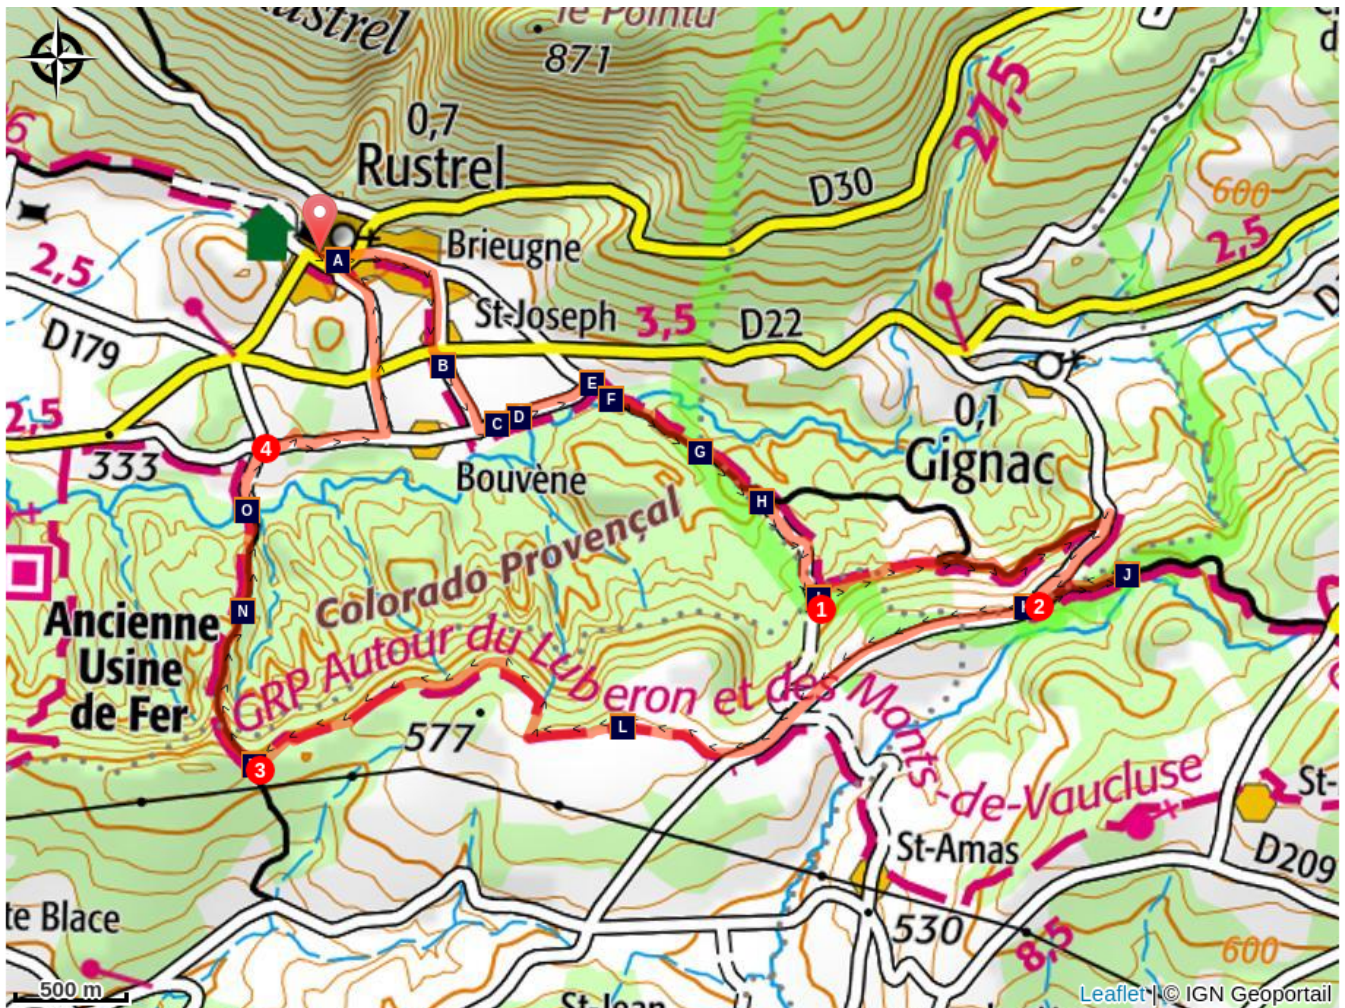 le Pointu
871
0,7
Rustrel
27,5
D30
600
2,5
6
A
Brieugne
2,5
St-Joseph
3,5
D22
D179
B
E
F
C
D
0,1
Gignac
2,5
333
4
G
Bouvène
H
O
Colorado Provençal
J
1
2
N
Ancienne
Usine
de Fer
GRP Autour du Luberon et des Monts-de-Vaucluse
577
L
3
St-
St-Amas
D209
te Blace
530
8,5
600
500 m
St-Jean
Leaflet | © IGN Geoportail